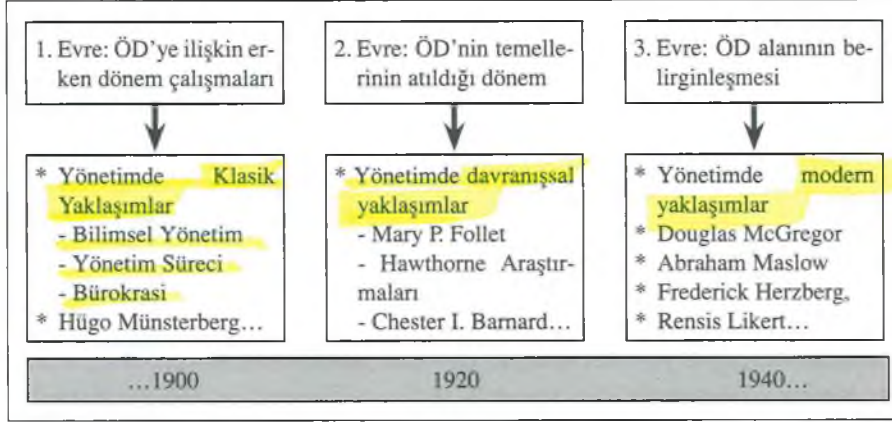 1. Evre: ÖD'ye ilişkin er-
ken dönem çalışmaları
2. Evre: ÖD'nin temelle-
rinin atıldığı dönem
3. Evre: ÖD alanının be-
lirginleşmesi
* Yönetimde Klasik
Yaklaşımlar
- Bilimsel Yönetim
- Yönetim Süreci
- Bürokrasi
* Hügo Münsterberg...
* Yönetimde davranışsal
yaklaşımlar
- Mary P. Follet
- Hawthorne Araştır-
maları
- Chester I. Barnard...
* Yönetimde modern
yaklaşımlar
* Douglas McGregor
* Abraham Maslow
* Frederick Herzberg,
* Rensis Likert...
...1900 1920 1940...